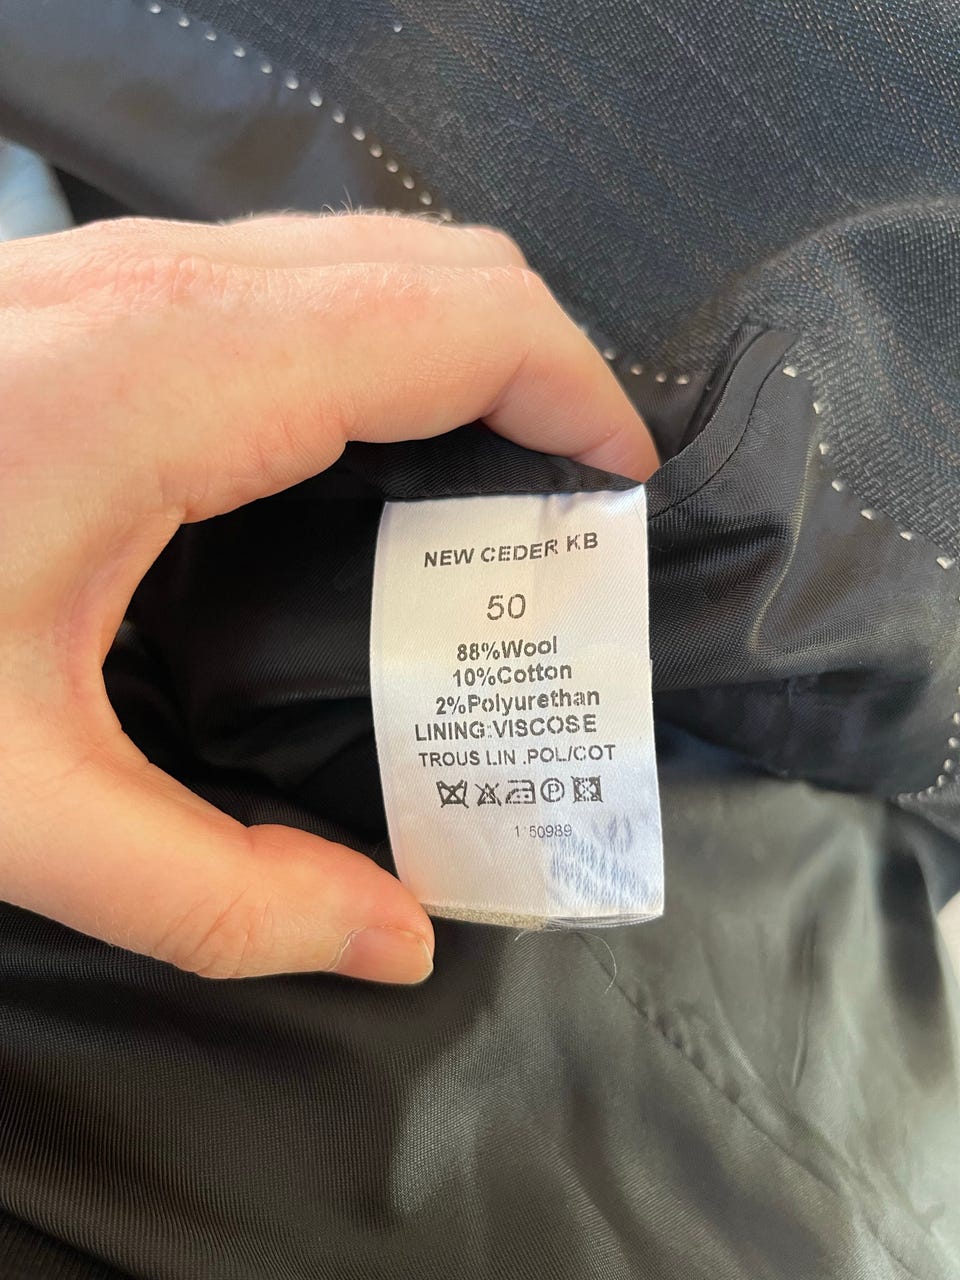 NEW CEDER KB
50
88%Wool
10%Cotton
2%Polyurethan
LINING:VISCOSE
TROUS LIN .POL/COT
P